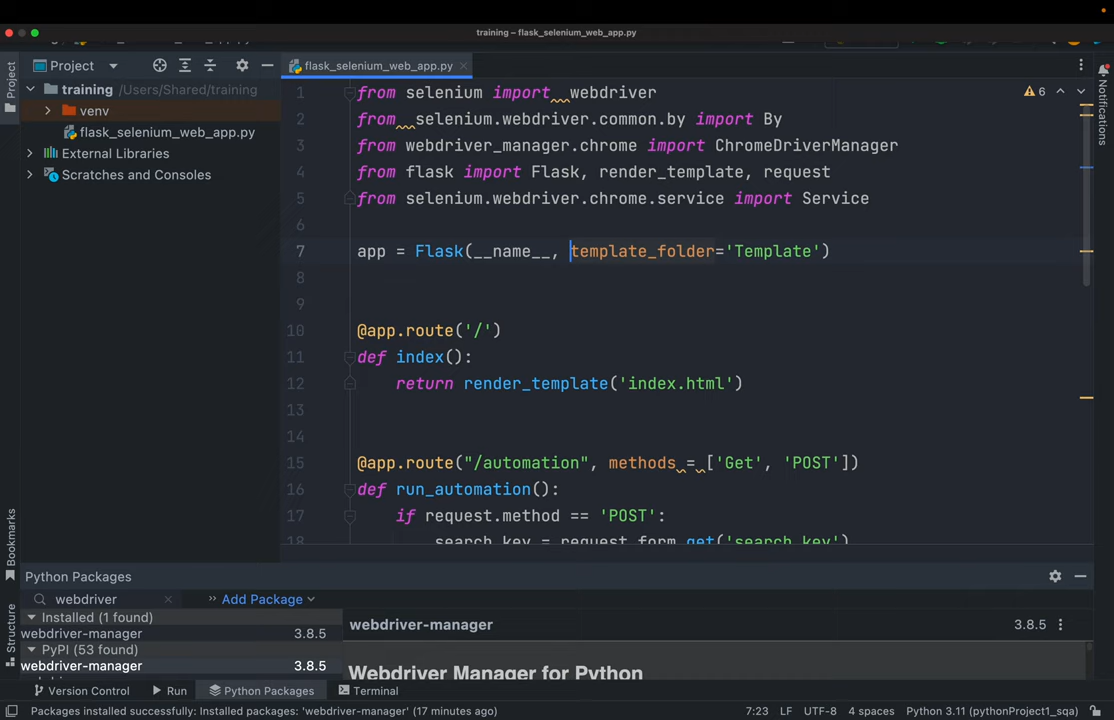 training – flask_selenium_web_app.py
Project
flask_selenium_web_app.py
training /Users/Shared/training
venv
flask_selenium_web_app.py
External Libraries
Scratches and Consoles
Project
Bookmarks
Structure
Notifications
6
1 from selenium import  webdriver
2 from  selenium.webdriver.common.by import By
3 from webdriver_manager.chrome import ChromeDriverManager
4 from flask import Flask, render_template, request
5 from selenium.webdriver.chrome.service import Service
6
7 app = Flask(__name__, template_folder='Template')
8
9
10 @app.route('/')
11 def index():
12 return render_template('index.html')
13
14
15 @app.route("/automation", methods = ['Get', 'POST'])
16 def run_automation():
17 if request.method == 'POST':
18 search_key = request.form.get('search_key')
Python Packages
webdriver
Add Package
Installed (1 found)
webdriver-manager 3.8.5
PyPI (53 found)
webdriver-manager 3.8.5
webdriver-manager 3.8.5
Webdriver Manager for Python
Version Control Run Python Packages Terminal
Packages installed successfully: Installed packages: 'webdriver-manager' (17 minutes ago) 7:23 LF UTF-8 4 spaces Python 3.11 (pythonProject1_sqa)